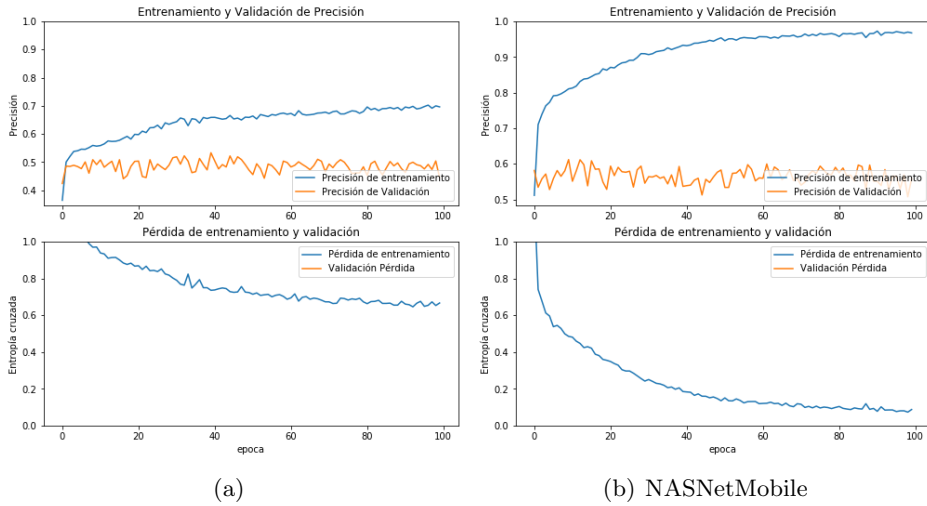 Entrenamiento y Validación de Precisión
1.0
0.9
0.8
0.7
0.6
0.5
0.4
Precisión
Precisión de entremiento
Precisión de Validación
0 20 40 60 80 100
Pérdida de entrenamiento y validación
1.0
0.8
0.6
0.4
0.2
0.0
Entropía cruzada
Pérdida de entrenamiento
Validación Pérdida
0 20 40 60 80 100
epoca
(a)
Entrenamiento y Validación de Precisión
1.0
0.9
0.8
0.7
0.6
0.5
Precisión
Precisión de entremiento
Precisión de Validación
0 20 40 60 80 100
Pérdida de entrenamiento y validación
1.0
0.8
0.6
0.4
0.2
0.0
Entropía cruzada
Pérdida de entrenamiento
Validación Pérdida
0 20 40 60 80 100
epoca
(b) NASNetMobile